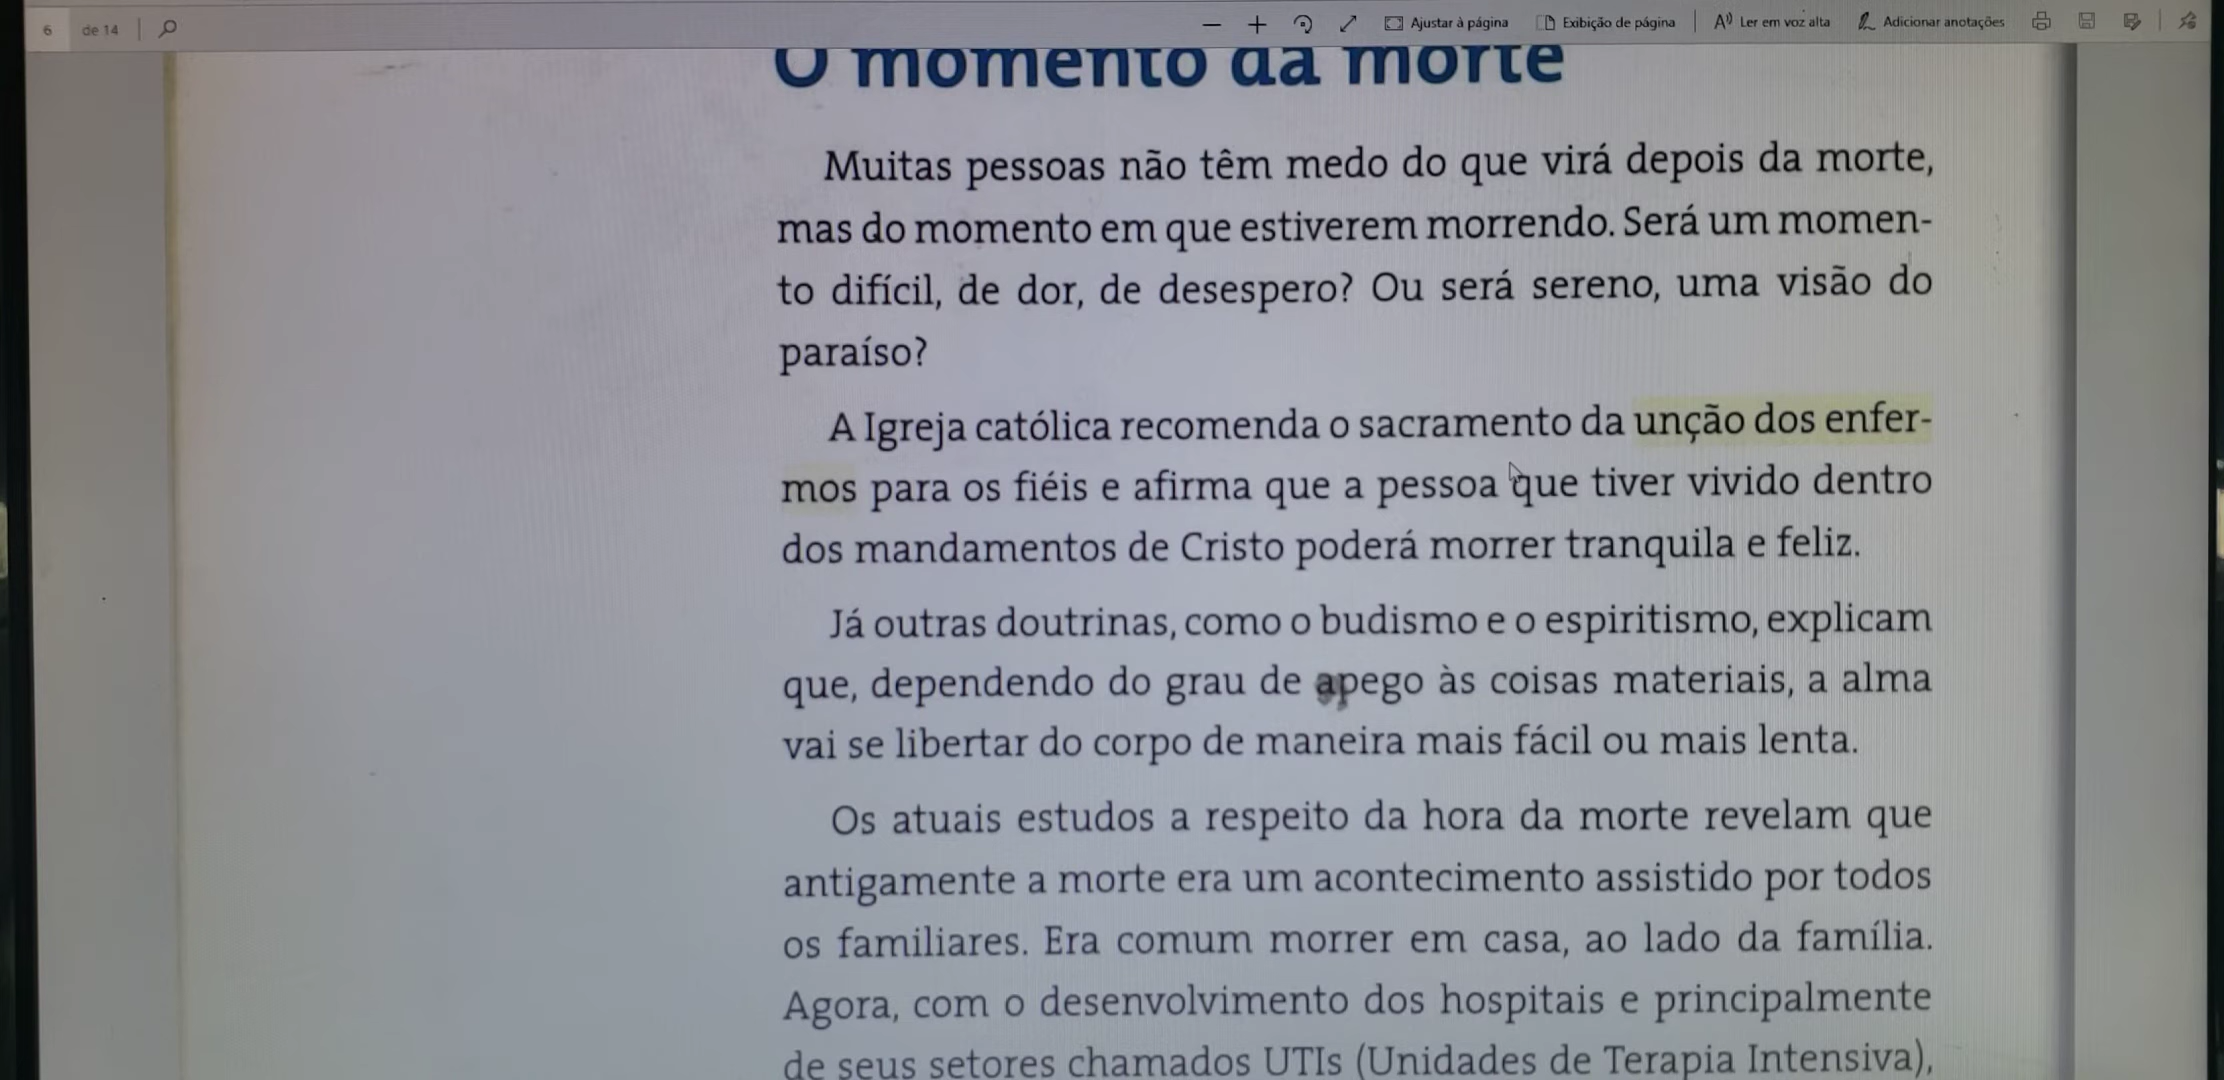 6 de 14 Ajustar à página Exibição de página Ler em voz alta Adicionar anotações
O momento da morte
Muitas pessoas não têm medo do que virá depois da morte,
mas do momento em que estiverem morrendo. Será um momen-
to difícil, de dor, de desespero? Ou será sereno, uma visão do
paraíso?
A Igreja católica recomenda o sacramento da unção dos enfer-
mos para os fiéis e afirma que a pessoa que tiver vivido dentro
dos mandamentos de Cristo poderá morrer tranquila e feliz.
Já outras doutrinas, como o budismo e o espiritismo, explicam
que, dependendo do grau de apego às coisas materiais, a alma
vai se libertar do corpo de maneira mais fácil ou mais lenta.
Os atuais estudos a respeito da hora da morte revelam que
antigamente a morte era um acontecimento assistido por todos
os familiares. Era comum morrer em casa, ao lado da família.
Agora, com o desenvolvimento dos hospitais e principalmente
de seus setores chamados UTIs (Unidades de Terapia Intensiva),